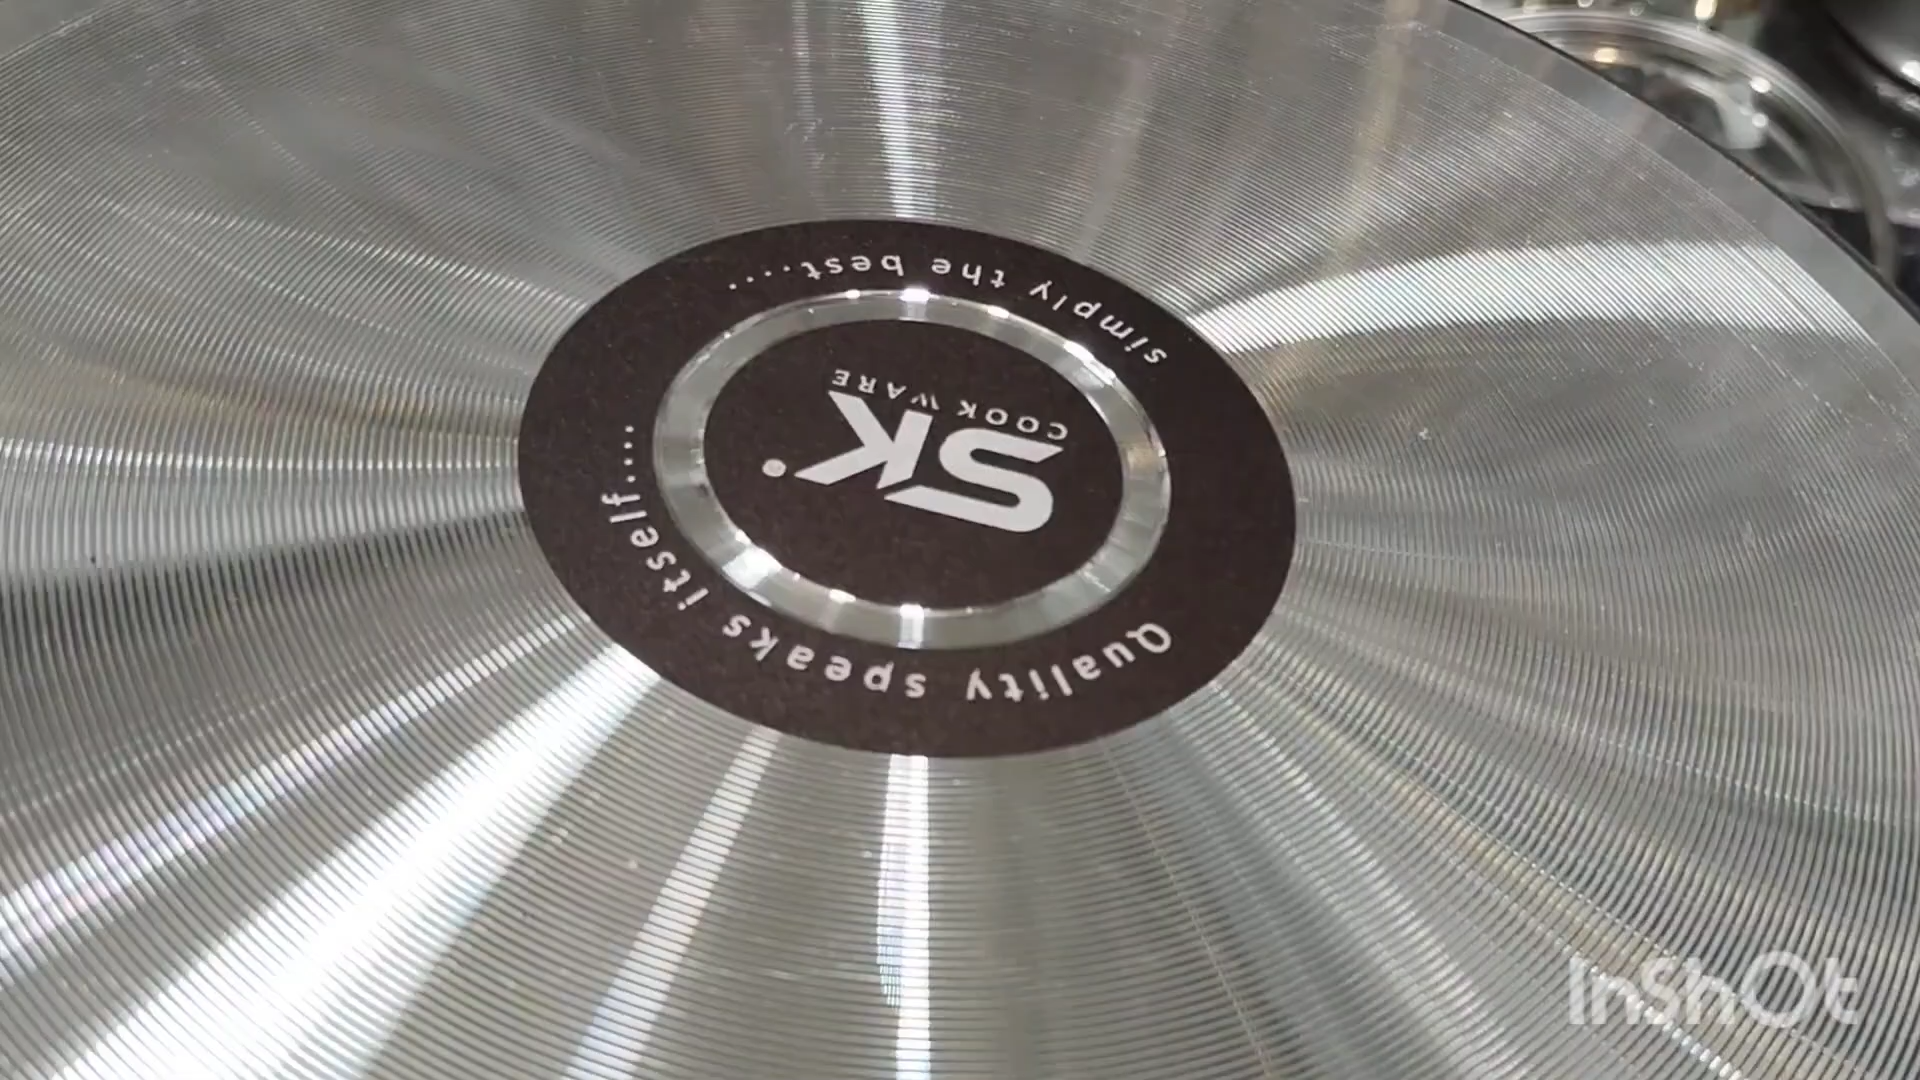 Quality speaks itself....
SK®
COOK WARE
simply the best.....
InShOt